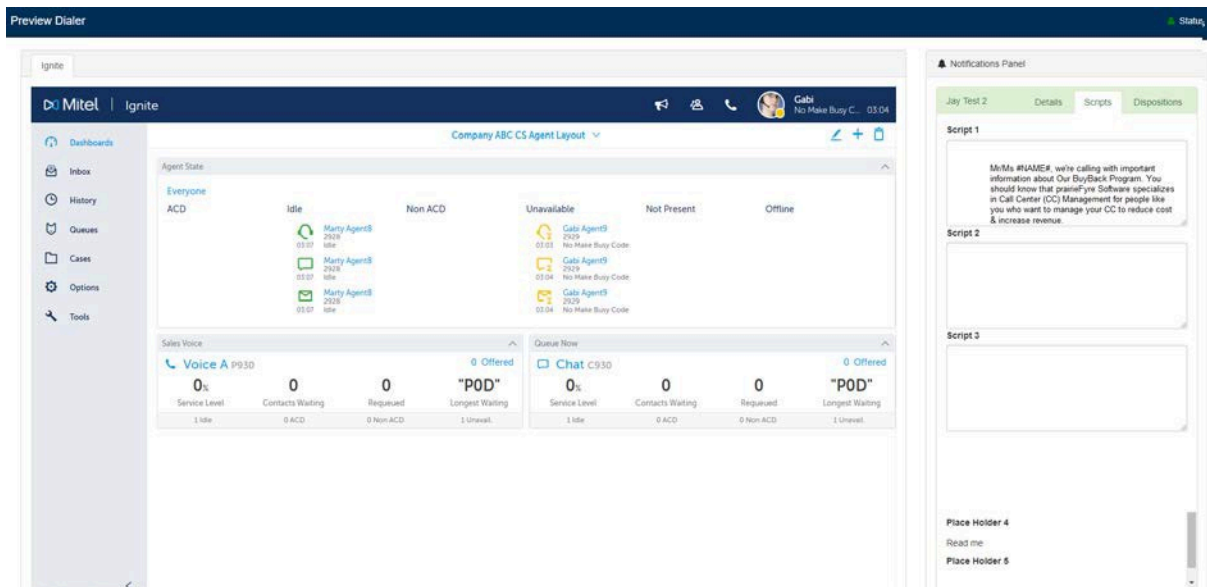 Preview Dialer
Status
Ignite
Mitel | Ignite
Gabi
No Make Busy C... 03:04
Dashboards
Inbox
History
Queues
Cases
Options
Tools
Company ABC CS Agent Layout
Agent State
Everyone
ACD Idle Non ACD Unavailable Not Present Offline
Marty Agent8
2928
03:07 Idle
Marty Agent8
2928
03:07 Idle
Marty Agent8
2928
03:07 Idle
Gabi Agent9
2929
03:03 No Make Busy Code
Gabi Agent9
2929
03:04 No Make Busy Code
Gabi Agent9
2929
03:04 No Make Busy Code
Sales Voice
Voice A P930 0 Offered
0% 0 0 "P0D"
Service Level Contacts Waiting Requeued Longest Waiting
1 Idle 0 ACD 0 Non ACD 1 Unavail.
Queue Now
Chat C930 0 Offered
0% 0 0 "P0D"
Service Level Contacts Waiting Requeued Longest Waiting
1 Idle 0 ACD 0 Non ACD 1 Unavail.
Notifications Panel
Jay Test 2 Details Scripts Dispositions
Script 1
Mr/Ms #NAME#, we're calling with important
information about Our BuyBack Program. You
should know that prairieFyre Software specializes
in Call Center (CC) Management for people like
you who want to manage your CC to reduce cost
& increase revenue.
Script 2
Script 3
Place Holder 4
Read me
Place Holder 5